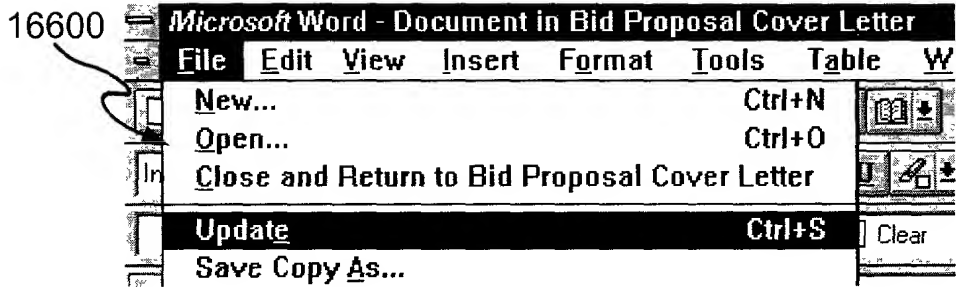 16600
Microsoft Word - Document in Bid Proposal Cover Letter
File Edit View Insert Format Tools Table W
New... Ctrl+N
Open... Ctrl+O
In
Close and Return to Bid Proposal Cover Letter
U
Update Ctrl+S
Clear
Save Copy As...